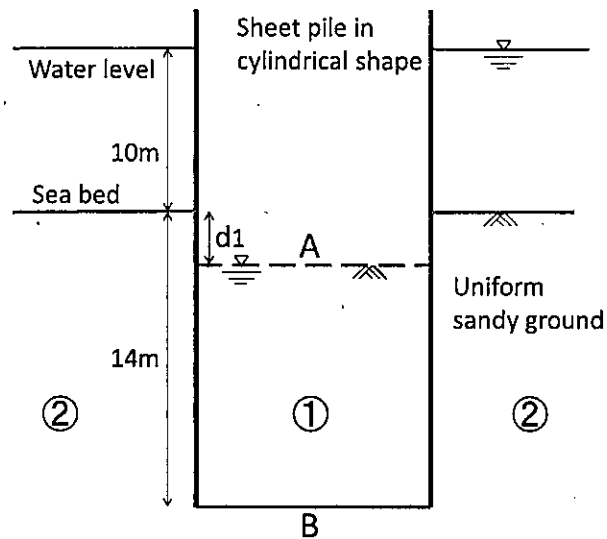 Sheet pile in
cylindrical shape
Water level
10m
Sea bed
d1
A
Uniform
sandy ground
14m
②
①
②
B